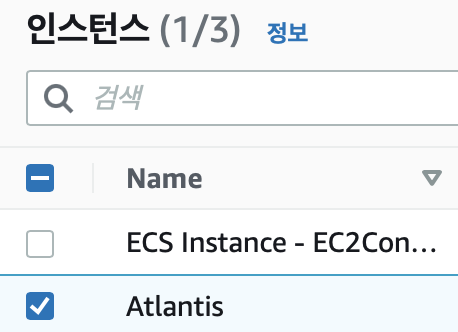 인스턴스 (1/3) 정보
검색
Name
ECS Instance - EC2Con...
Atlantis